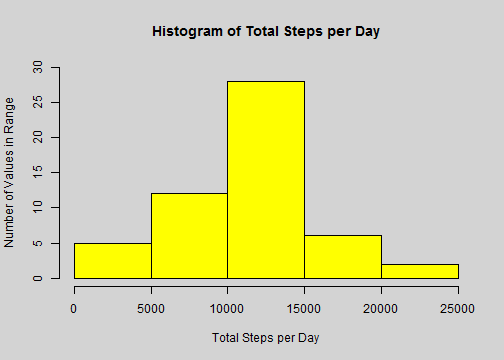 Histogram of Total Steps per Day
Number of Values in Range
30
25
20
15
10
5
0
0 5000 10000 15000 20000 25000
Total Steps per Day